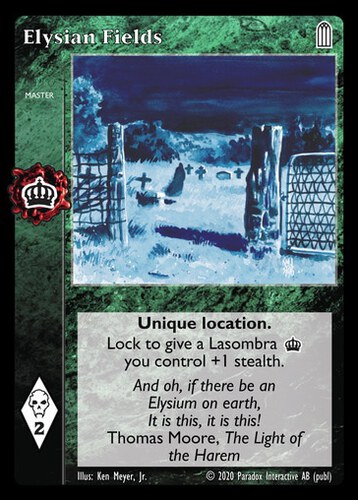 Elysian Fields
MASTER
Unique location.
Lock to give a Lasombra
you control +1 stealth.
And oh, if there be an
Elysium on earth,
It is this, it is this!
Thomas Moore, The Light of
the Harem
2
Illus: Ken Meyer, Jr.
© 2020 Paradox Interactive AB (publ)